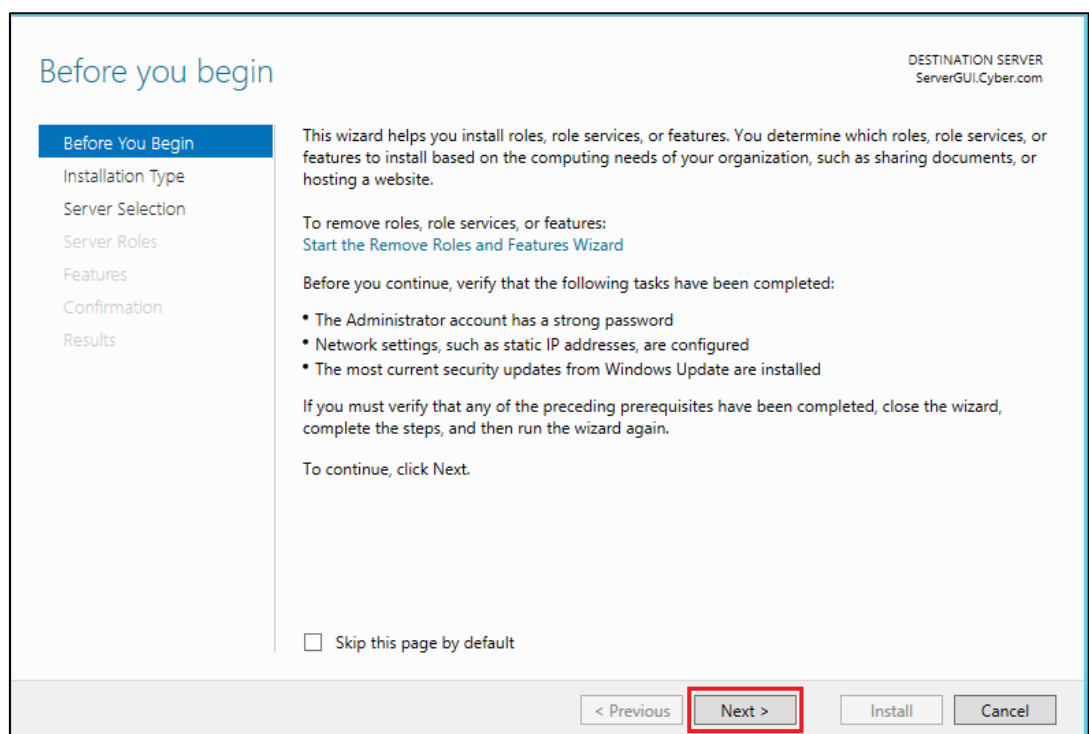 Before you begin
DESTINATION SERVER
ServerGUI.Cyber.com
Before You Begin
Installation Type
Server Selection
Server Roles
Features
Confirmation
Results
This wizard helps you install roles, role services, or features. You determine which roles, role services, or
features to install based on the computing needs of your organization, such as sharing documents, or
hosting a website.
To remove roles, role services, or features:
Start the Remove Roles and Features Wizard
Before you continue, verify that the following tasks have been completed:
• The Administrator account has a strong password
• Network settings, such as static IP addresses, are configured
• The most current security updates from Windows Update are installed
If you must verify that any of the preceding prerequisites have been completed, close the wizard,
complete the steps, and then run the wizard again.
To continue, click Next.
Skip this page by default
< Previous
Next >
Install
Cancel